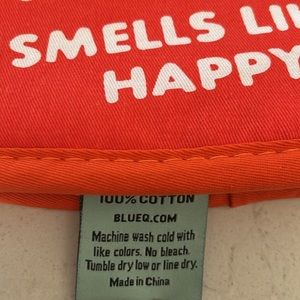 SMELLS LI
HAPPY
100% COTTON
BLUEQ.COM
Machine wash cold with
like colors. No bleach.
Tumble dry low or line dry.
Made in China